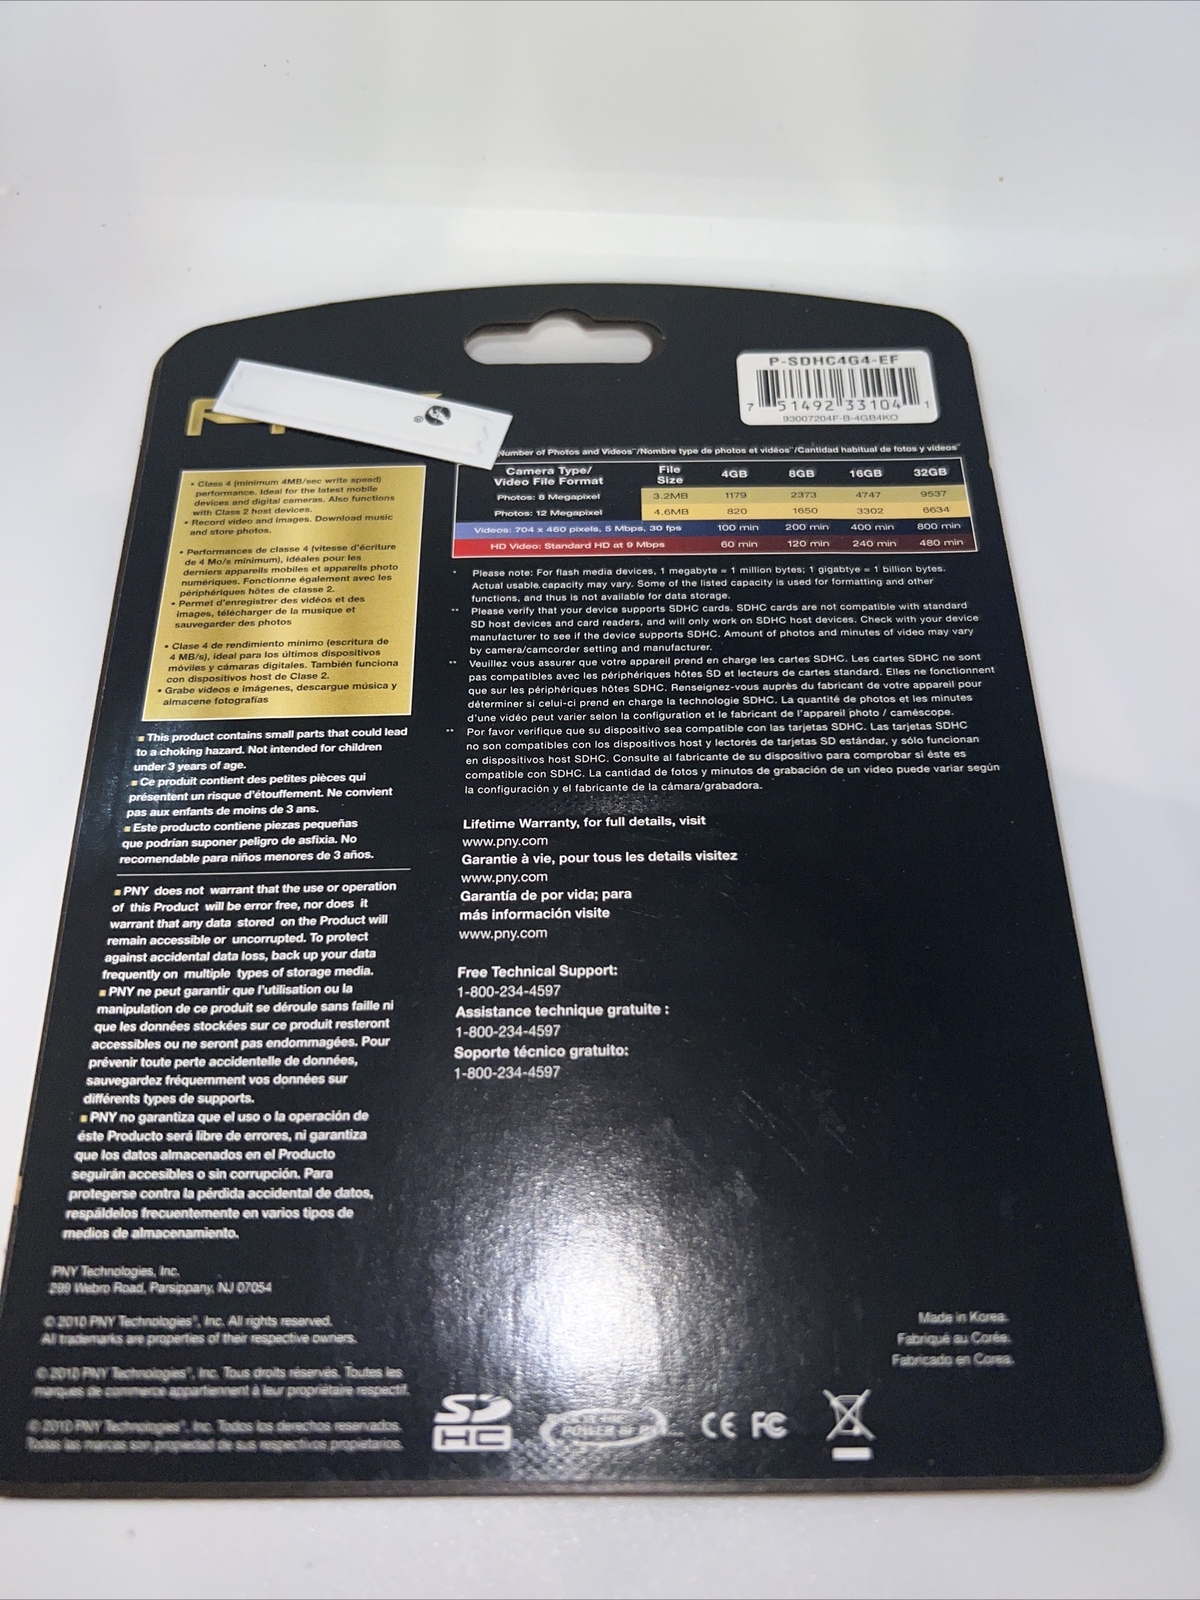 P-SDHC4G4-EF
7 51492 33104 1
93007204F-B-4GB4KO
Number of Photos and Videos**/Nombre type de photos et vidéos**/Cantidad habitual de fotos y videos**
Camera Type/ Video File Format File Size 4GB 8GB 16GB 32GB
Photos: 8 Megapixel 3.2MB 1179 2373 4747 9537
Photos: 12 Megapixel 4.6MB 820 1650 3302 6634
Videos: 704 x 460 pixels, 5 Mbps, 30 fps 100 min 200 min 400 min 800 min
HD Video: Standard HD at 9 Mbps 60 min 120 min 240 min 480 min
• Class 4 (minimum 4MB/sec write speed)
performance. Ideal for the latest mobile
devices and digital cameras. Also functions
with Class 2 host devices.
• Record video and images. Download music
and store photos.
• Performances de classe 4 (vitesse d'écriture
de 4 Mo/s minimum), idéales pour les
derniers appareils mobiles et appareils photo
numériques. Fonctionne également avec les
périphériques hôtes de classe 2.
• Permet d'enregistrer des vidéos et des
images, télécharger de la musique et
sauvegarder des photos
• Clase 4 de rendimiento mínimo (escritura de
4 MB/s), ideal para los últimos dispositivos
móviles y cámaras digitales. También funciona
con dispositivos host de Clase 2.
• Grabe videos e imágenes, descargue música y
almacene fotografías
* Please note: For flash media devices, 1 megabyte = 1 million bytes; 1 gigabtye = 1 billion bytes.
Actual usable capacity may vary. Some of the listed capacity is used for formatting and other
functions, and thus is not available for data storage.
** Please verify that your device supports SDHC cards. SDHC cards are not compatible with standard
SD host devices and card readers, and will only work on SDHC host devices. Check with your device
manufacturer to see if the device supports SDHC. Amount of photos and minutes of video may vary
by camera/camcorder setting and manufacturer.
** Veuillez vous assurer que votre appareil prend en charge les cartes SDHC. Les cartes SDHC ne sont
pas compatibles avec les périphériques hôtes SD et lecteurs de cartes standard. Elles ne fonctionnent
que sur les périphériques hôtes SDHC. Renseignez-vous auprès du fabricant de votre appareil pour
déterminer si celui-ci prend en charge la technologie SDHC. La quantité de photos et les minutes
d'une vidéo peut varier selon la configuration et le fabricant de l'appareil photo / caméscope.
** Por favor verifique que su dispositivo sea compatible con las tarjetas SDHC. Las tarjetas SDHC
no son compatibles con los dispositivos host y lectores de tarjetas SD estándar, y sólo funcionan
en dispositivos host SDHC. Consulte al fabricante de su dispositivo para comprobar si éste es
compatible con SDHC. La cantidad de fotos y minutos de grabación de un video puede variar según
la configuración y el fabricante de la cámara/grabadora.
This product contains small parts that could lead
to a choking hazard. Not intended for children
under 3 years of age.
Ce produit contient des petites pièces qui
présentent un risque d'étouffement. Ne convient
pas aux enfants de moins de 3 ans.
Este producto contiene piezas pequeñas
que podrían suponer peligro de asfixia. No
recomendable para niños menores de 3 años.
PNY does not warrant that the use or operation
of this Product will be error free, nor does it
warrant that any data stored on the Product will
remain accessible or uncorrupted. To protect
against accidental data loss, back up your data
frequently on multiple types of storage media.
PNY ne peut garantir que l'utilisation ou la
manipulation de ce produit se déroule sans faille ni
que les données stockées sur ce produit resteront
accessibles ou ne seront pas endommagées. Pour
prévenir toute perte accidentelle de données,
sauvegardez fréquemment vos données sur
différents types de supports.
PNY no garantiza que el uso o la operación de
éste Producto será libre de errores, ni garantiza
que los datos almacenados en el Producto
seguirán accesibles o sin corrupción. Para
protegerse contra la pérdida accidental de datos,
respáldelos frecuentemente en varios tipos de
medios de almacenamiento.
Lifetime Warranty, for full details, visit
www.pny.com
Garantie à vie, pour tous les details visitez
www.pny.com
Garantía de por vida; para
más información visite
www.pny.com
Free Technical Support:
1-800-234-4597
Assistance technique gratuite :
1-800-234-4597
Soporte técnico gratuito:
1-800-234-4597
PNY Technologies, Inc.
299 Webro Road, Parsippany, NJ 07054
© 2010 PNY Technologies®, Inc. All rights reserved.
All trademarks are properties of their respective owners.
© 2010 PNY Technologies®, Inc. Tous droits réservés. Toutes les
marques de commerce appartiennent à leur propriétaire respectif.
© 2010 PNY Technologies®, Inc. Todos los derechos reservados.
Todas las marcas son propiedad de sus respectivos propietarios.
Made in Korea.
Fabriqué au Corée.
Fabricado en Corea.
SD
HC
CE FC